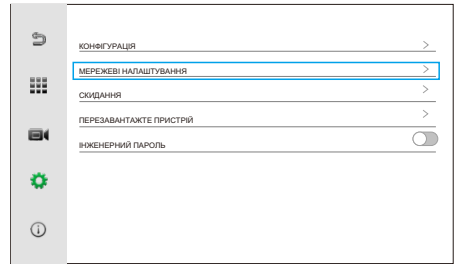 КОНФІГУРАЦІЯ
МЕРЕЖЕВІ НАЛАШТУВАННЯ
СКИДАННЯ
ПЕРЕЗАВАНТАЖТЕ ПРИСТРІЙ
ІНЖЕНЕРНИЙ ПАРОЛЬ